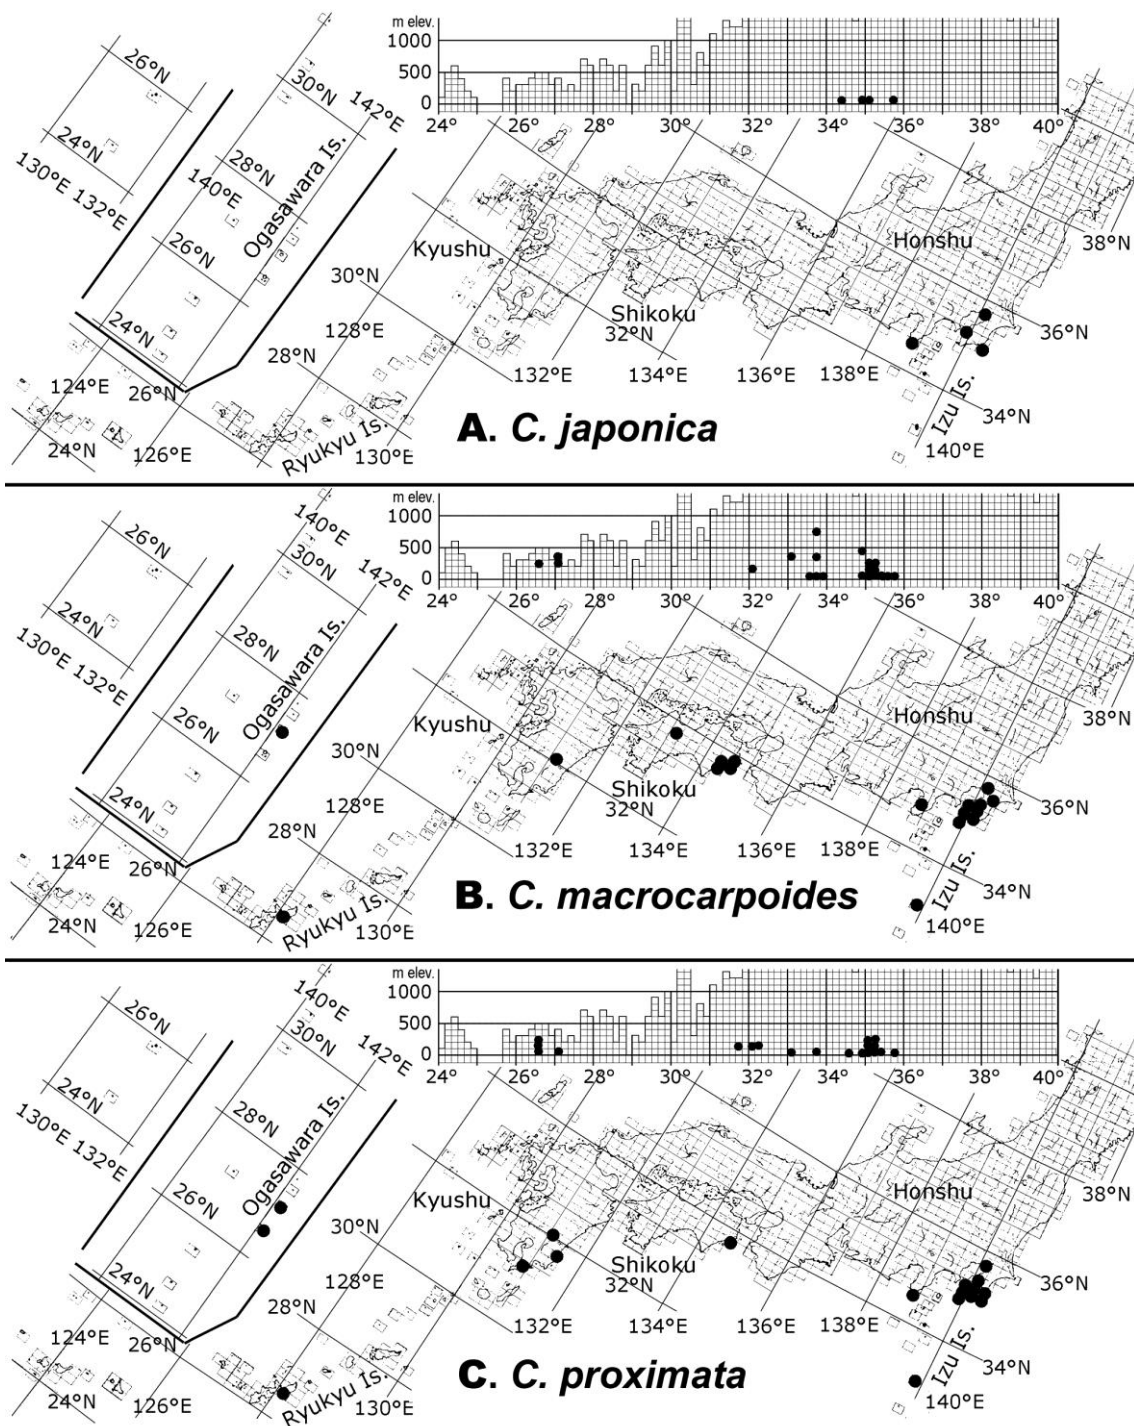 m elev.
1000
500
0
24° 26° 28° 30° 32° 34° 36° 38° 40°
26°N
24°N
130°E 132°E
30°N
142°E
28°N
140°E
Ogasawara Is.
26°N
24°N
Kyushu
Honshu
38°N
30°N
Shikoku
32°N
36°N
128°E
28°N
132°E 134°E 136°E 138°E
34°N
Izu Is.
124°E
26°N
24°N
126°E
Ryukyu Is.
130°E
140°E
A. C. japonica
m elev.
1000
500
0
24° 26° 28° 30° 32° 34° 36° 38° 40°
140°E
26°N
30°N
142°E
24°N
130°E 132°E
28°N
Ogasawara Is.
26°N
24°N
Kyushu
Honshu
38°N
30°N
Shikoku
32°N
36°N
128°E
28°N
132°E 134°E 136°E 138°E
34°N
Izu Is.
124°E
26°N
24°N
126°E
Ryukyu Is.
130°E
140°E
B. C. macrocarpoides
m elev.
1000
500
0
24° 26° 28° 30° 32° 34° 36° 38° 40°
140°E
26°N
30°N
142°E
24°N
130°E 132°E
28°N
Ogasawara Is.
26°N
24°N
Kyushu
Honshu
38°N
30°N
Shikoku
32°N
36°N
128°E
28°N
132°E 134°E 136°E 138°E
34°N
Izu Is.
124°E
26°N
24°N
126°E
Ryukyu Is.
130°E
140°E
C. C. proximata